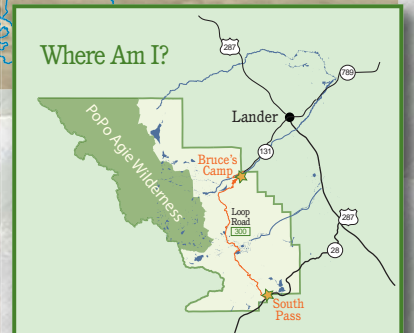 Where Am I?
287
789
Lander
131
PoPo Agie Wilderness
Bruce's
Camp
Loop
Road
300
287
28
South
Pass